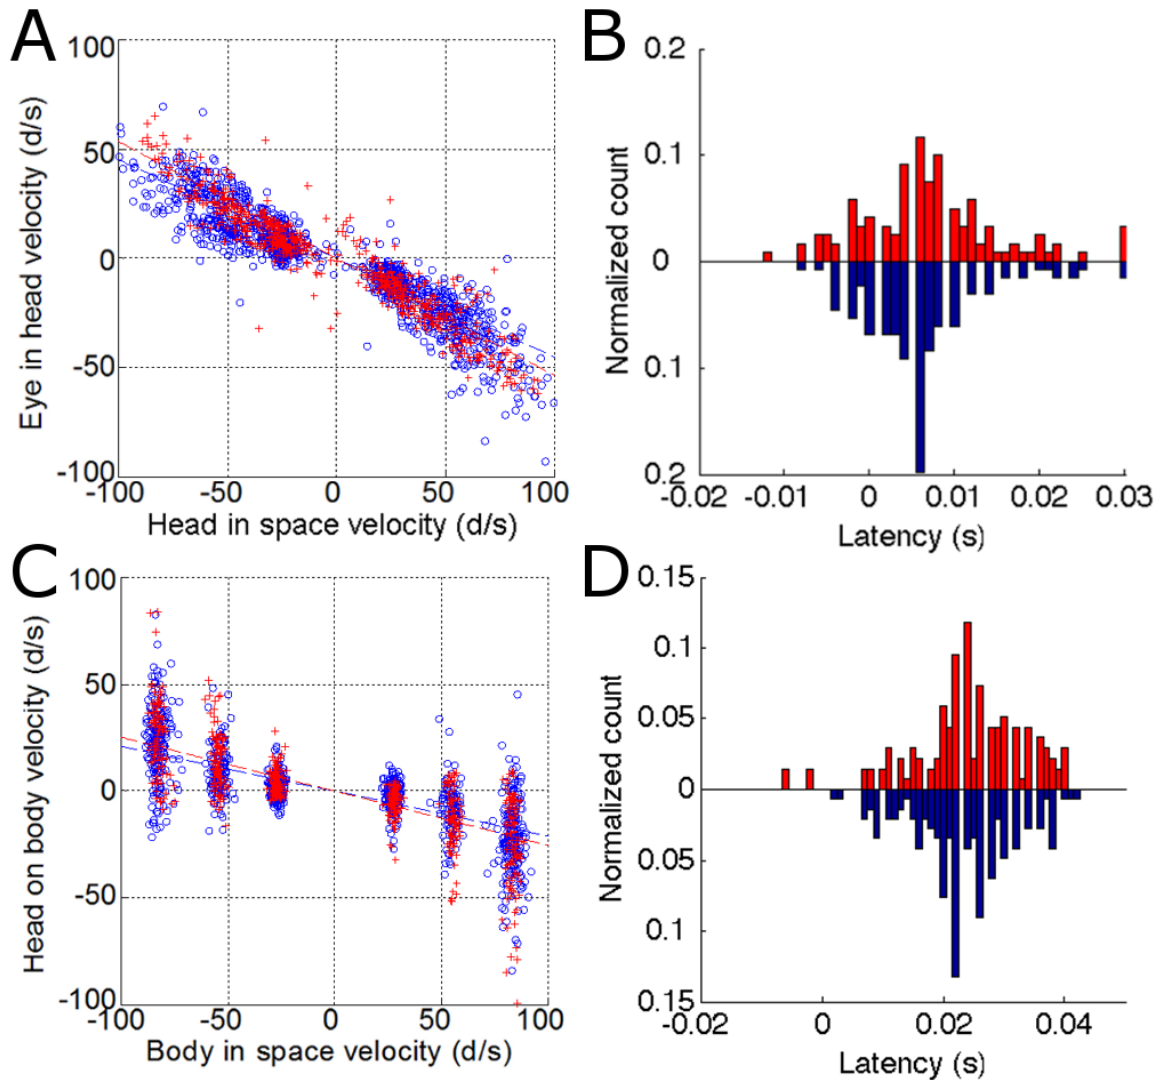 A
100
50
0
-50
-100
-100 -50 0 50 100
Eye in head velocity (d/s)
Head in space velocity (d/s)
B
0.2
0.1
0
0.1
0.2
-0.02 -0.01 0 0.01 0.02 0.03
Normalized count
Latency (s)
C
100
50
0
-50
-100
-100 -50 0 50 100
Head on body velocity (d/s)
Body in space velocity (d/s)
D
0.15
0.1
0.05
0
0.05
0.1
0.15
-0.02 0 0.02 0.04
Normalized count
Latency (s)